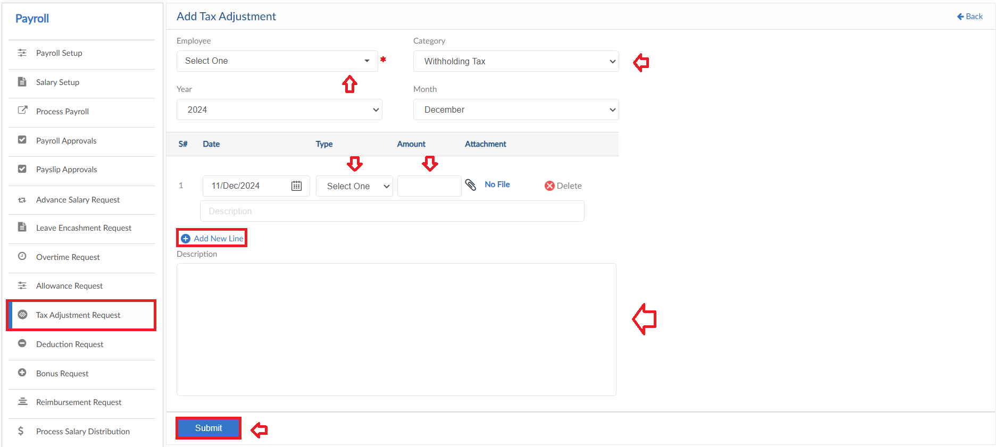 Payroll
Payroll Setup
Salary Setup
Process Payroll
Payroll Approvals
Payslip Approvals
Advance Salary Request
Leave Encashment Request
Overtime Request
Allowance Request
Tax Adjustment Request
Deduction Request
Bonus Request
Reimbursement Request
Process Salary Distribution
Add Tax Adjustment
Back
Employee
Category
Select One
*
Withholding Tax
Year
Month
2024
December
S# Date Type Amount Attachment
1 11/Dec/2024 Select One No File Delete
Description
Add New Line
Description
Submit